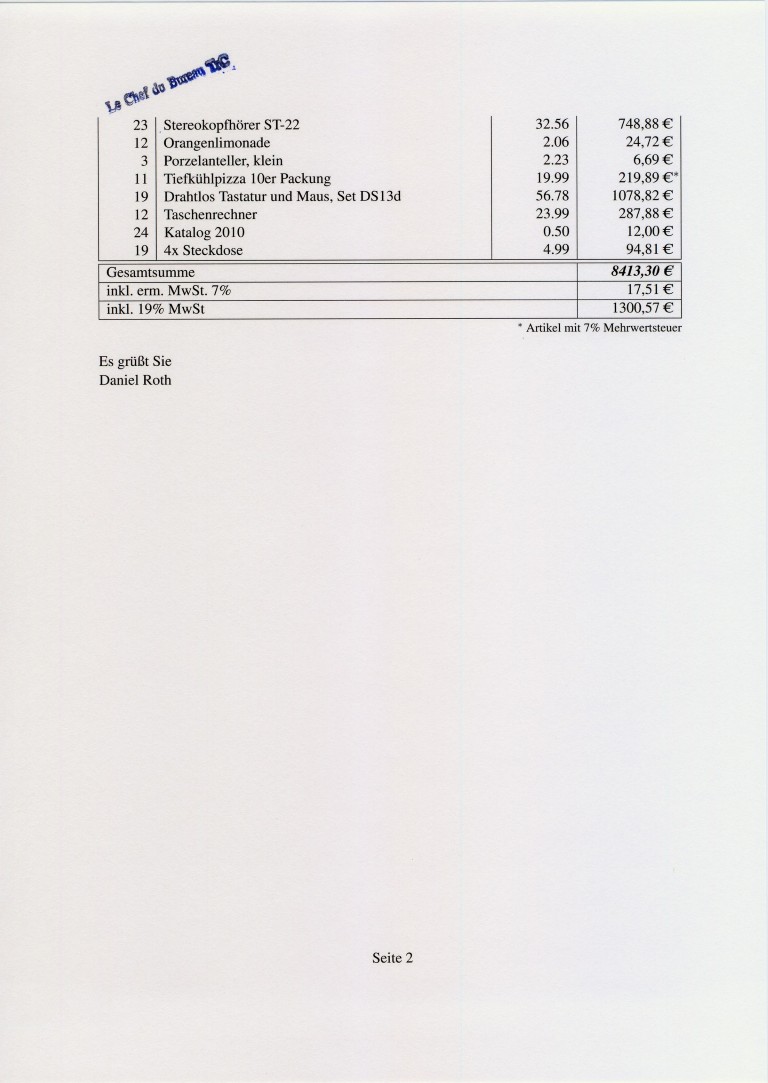 Le Chef du Bureau TIC
23 Stereokopfhörer ST-22 32.56 748,88 €
12 Orangenlimonade 2.06 24,72 €
3 Porzelanteller, klein 2.23 6,69 €
11 Tiefkühlpizza 10er Packung 19.99 219,89 €*
19 Drahtlos Tastatur und Maus, Set DS13d 56.78 1078,82 €
12 Taschenrechner 23.99 287,88 €
24 Katalog 2010 0.50 12,00 €
19 4x Steckdose 4.99 94,81 €
Gesamtsumme 8413,30 €
inkl. erm. MwSt. 7% 17,51 €
inkl. 19% MwSt 1300,57 €
* Artikel mit 7% Mehrwertsteuer
Es grüßt Sie
Daniel Roth
Seite 2